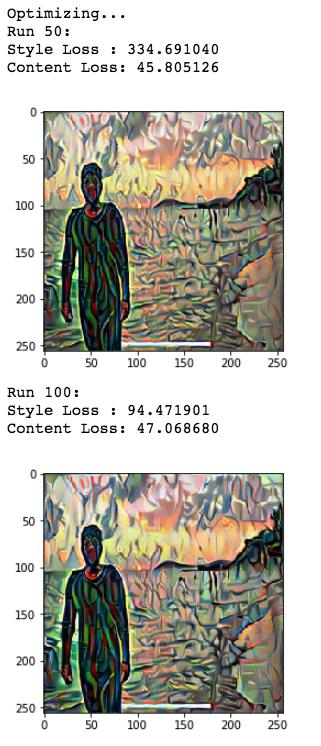 Optimizing...
Run 50:
Style Loss : 334.691040
Content Loss: 45.805126
0
50
100
150
200
250
0 50 100 150 200 250
Run 100:
Style Loss : 94.471901
Content Loss: 47.068680
0
50
100
150
200
250
0 50 100 150 200 250